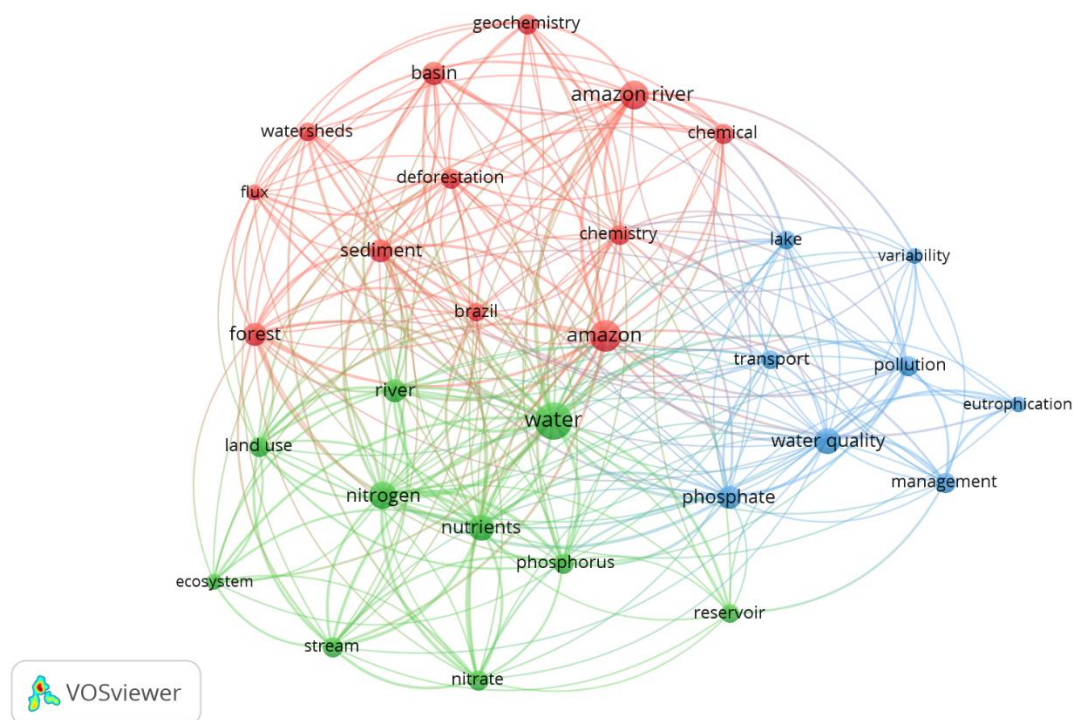 geochemistry
basin
amazon river
watersheds
chemical
deforestation
flux
chemistry
lake
sediment
variability
brazil
forest
amazon
transport
pollution
river
eutrophication
water
land use
water quality
management
nitrogen
phosphate
nutrients
phosphorus
ecosystem
reservoir
stream
nitrate
VOSviewer